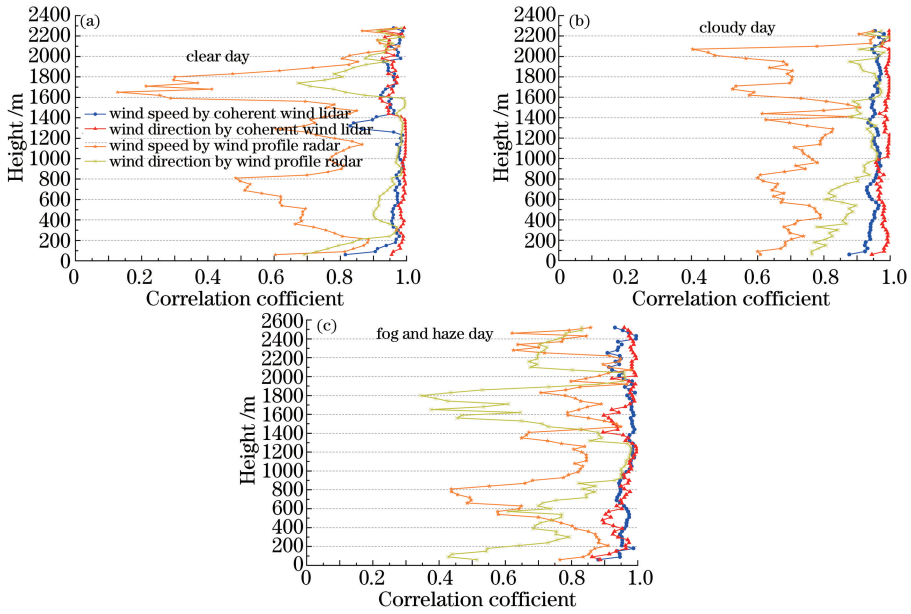 (a)
clear day
Height /m
2400
2200
2000
1800
1600
1400
1200
1000
800
600
400
200
0
wind speed by coherent wind lidar
wind direction by coherent wind lidar
wind speed by wind profile radar
wind direction by wind profile radar
0 0.2 0.4 0.6 0.8 1.0
Correlation cofficient
(b)
cloudy day
Height /m
2400
2200
2000
1800
1600
1400
1200
1000
800
600
400
200
0
0 0.2 0.4 0.6 0.8 1.0
Correlation cofficient
(c)
fog and haze day
Height /m
2600
2400
2200
2000
1800
1600
1400
1200
1000
800
600
400
200
0
0 0.2 0.4 0.6 0.8 1.0
Correlation cofficient